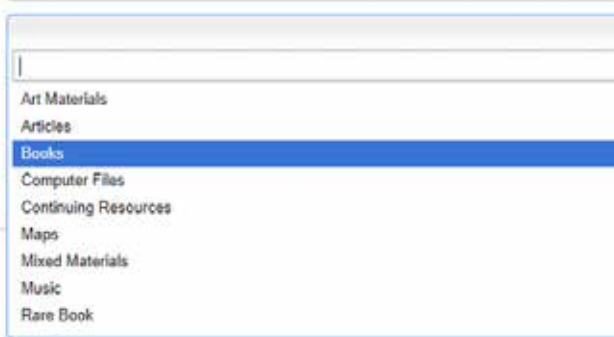 Art Materials
Articles
Books
Computer Files
Continuing Resources
Maps
Mixed Materials
Music
Rare Book